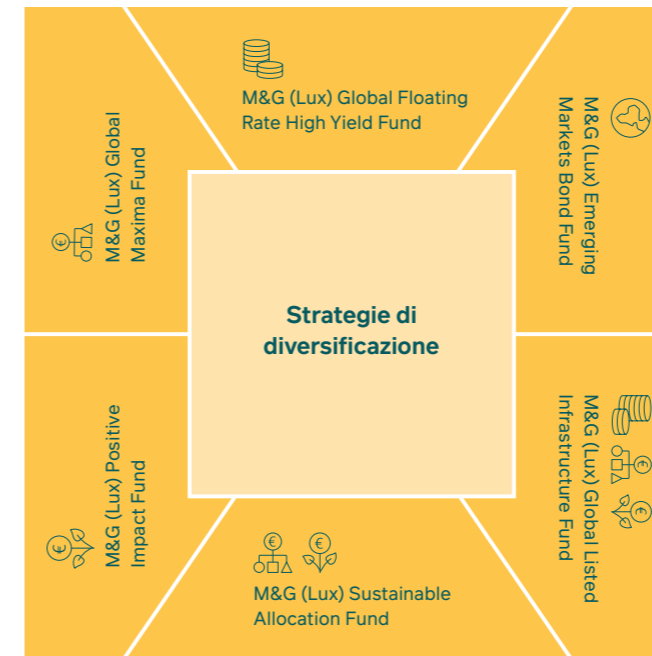 M&G (Lux) Global Floating
Rate High Yield Fund
M&G (Lux) Emerging
Markets Bond Fund
M&G (Lux) Global Listed
Infrastructure Fund
M&G (Lux) Sustainable
Allocation Fund
M&G (Lux) Positive
Impact Fund
M&G (Lux) Global
Maxima Fund
Strategie di
diversificazione